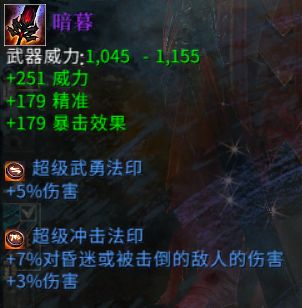 暗暮
武器威力:1,045 - 1,155
+251 威力
+179 精准
+179 暴击效果
超级武勇法印
+5%伤害
超级冲击法印
+7%对昏迷或被击倒的敌人的伤害
+3%伤害